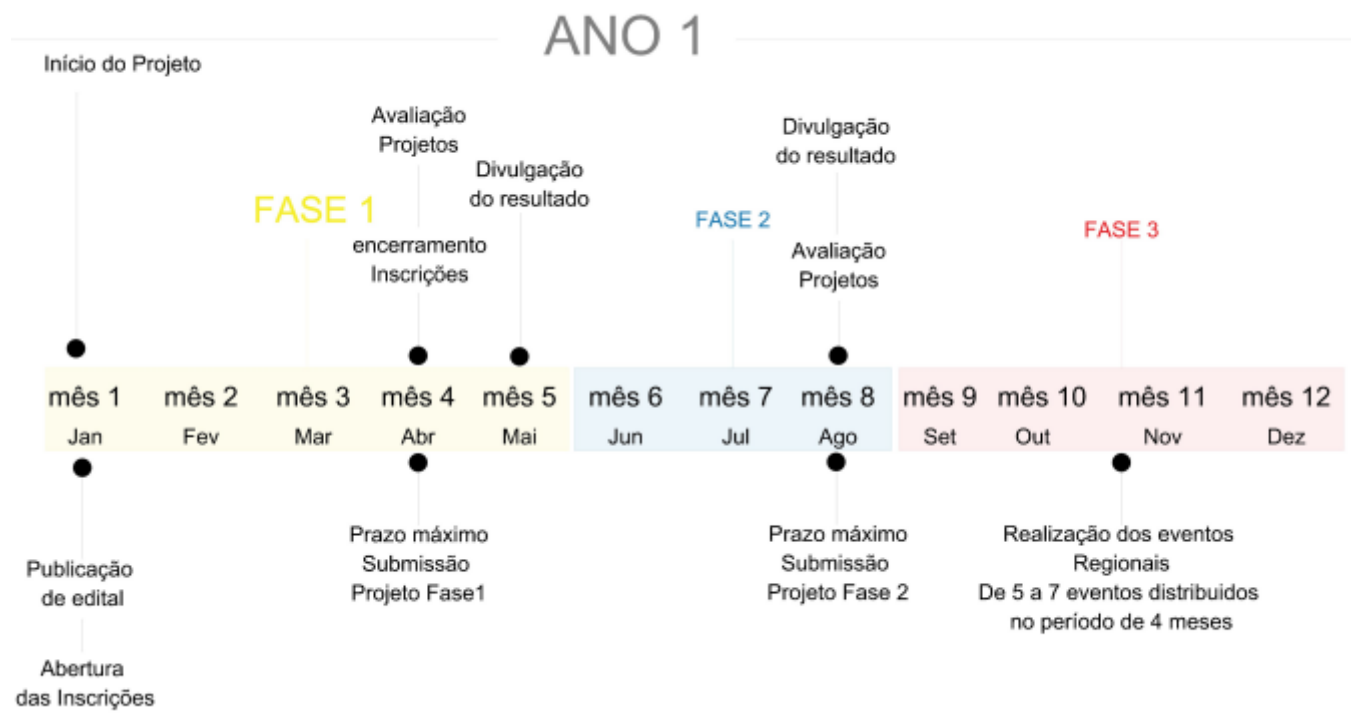 ANO 1
Início do Projeto
Avaliação
Projetos
Divulgação
do resultado
Divulgação
do resultado
FASE 1
FASE 2
FASE 3
encerramento
Inscrições
Avaliação
Projetos
mês 1 mês 2 mês 3 mês 4 mês 5 mês 6 mês 7 mês 8 mês 9 mês 10 mês 11 mês 12
Jan Fev Mar Abr Mai Jun Jul Ago Set Out Nov Dez
Publicação
de edital
Abertura
das Inscrições
Prazo máximo
Submissão
Projeto Fase1
Prazo máximo
Submissão
Projeto Fase 2
Realização dos eventos
Regionais
De 5 a 7 eventos distribuidos
no período de 4 meses